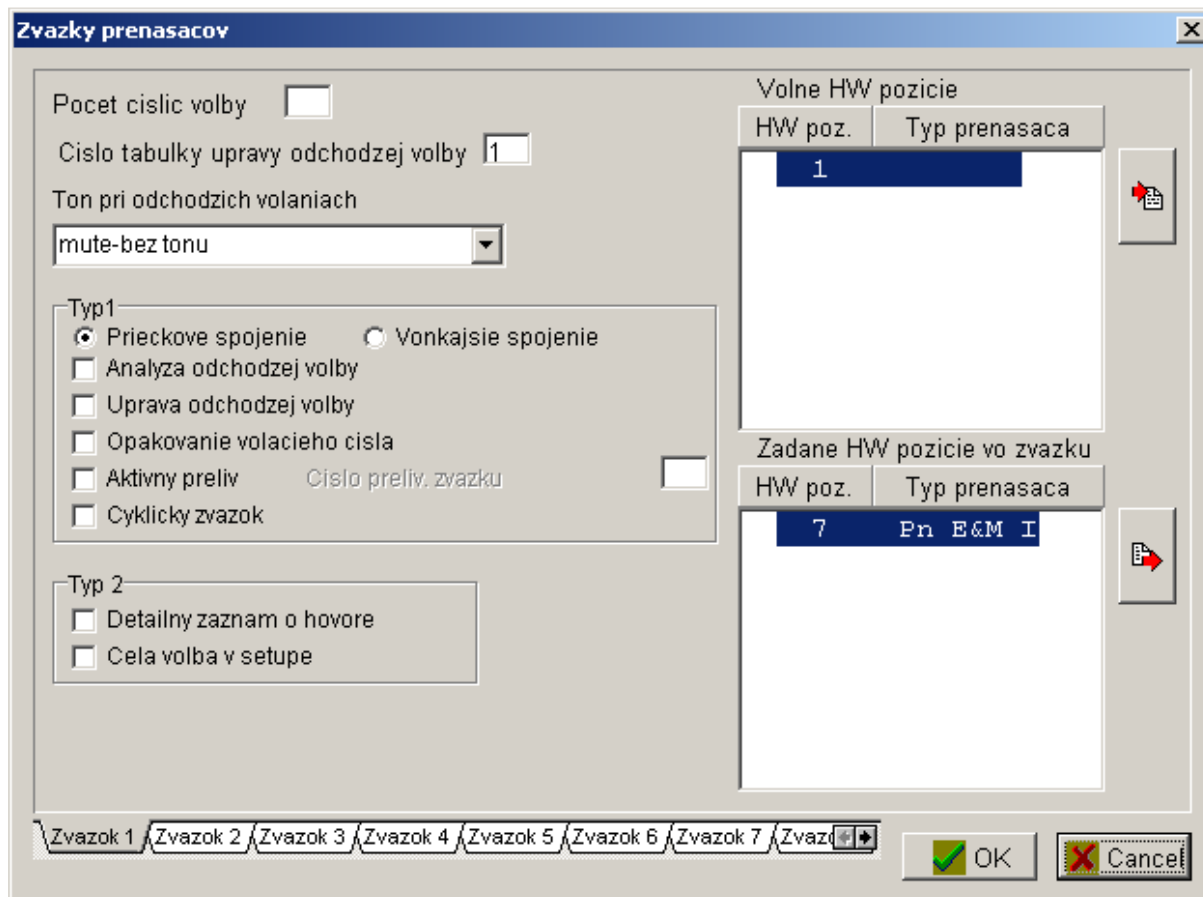 Zvazky prenasacov
Pocet cislic volby
Cislo tabulky upravy odchodzej volby 1
Ton pri odchodzich volaniach
mute-bez tonu
Typ1
Prieckove spojenie Vonkajsie spojenie
Analyza odchodzej volby
Uprava odchodzej volby
Opakovanie volacieho cisla
Aktivny preliv Cislo preliv. zvazku
Cyklicky zvazok
Typ 2
Detailny zaznam o hovore
Cela volba v setupe
Volne HW pozicie
HW poz. Typ prenasaca
1
Zadane HW pozicie vo zvazku
HW poz. Typ prenasaca
7 Pn E&M I
Zvazok 1 Zvazok 2 Zvazok 3 Zvazok 4 Zvazok 5 Zvazok 6 Zvazok 7
OK Cancel